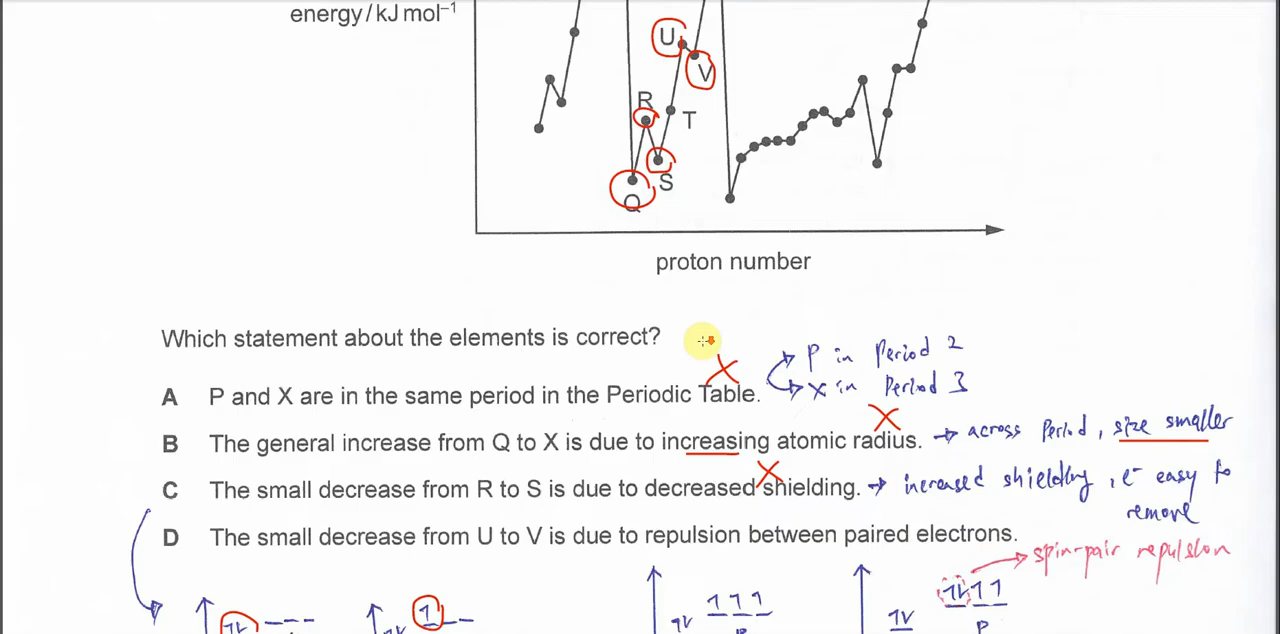 energy / kJ mol⁻¹
U
V
R
T
S
Q
proton number
Which statement about the elements is correct?
P in Period 2
A P and X are in the same period in the Periodic Table.
X in Period 3
B The general increase from Q to X is due to increasing atomic radius. → across Period, size smaller
C The small decrease from R to S is due to decreased shielding. → increased shielding, e⁻ easy to
remove
D The small decrease from U to V is due to repulsion between paired electrons.
→ spin-pair repulsion
P